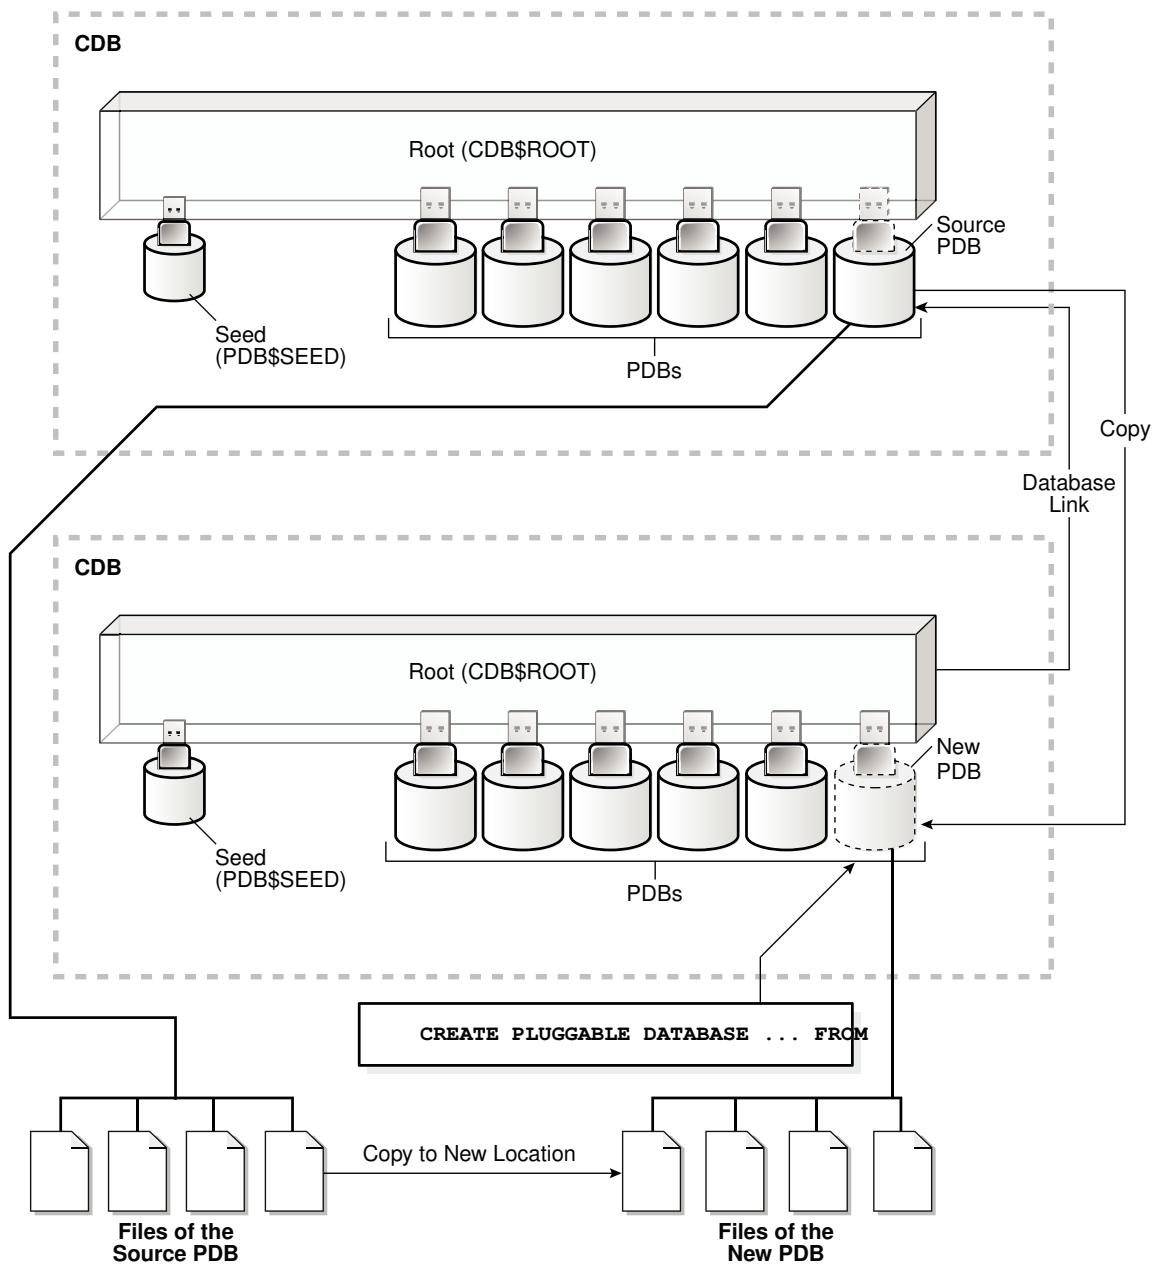 CDB
Root (CDB$ROOT)
Source
PDB
Seed
(PDB$SEED)
PDBs
Copy
Database
Link
CDB
Root (CDB$ROOT)
New
PDB
Seed
(PDB$SEED)
PDBs
CREATE PLUGGABLE DATABASE ... FROM
Copy to New Location
Files of the
Source PDB
Files of the
New PDB